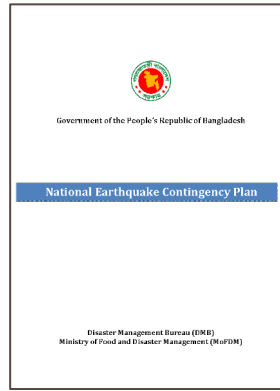 Government of the People's Republic of Bangladesh
National Earthquake Contingency Plan
Disaster Management Bureau (DMB)
Ministry of Food and Disaster Management (MoFDM)